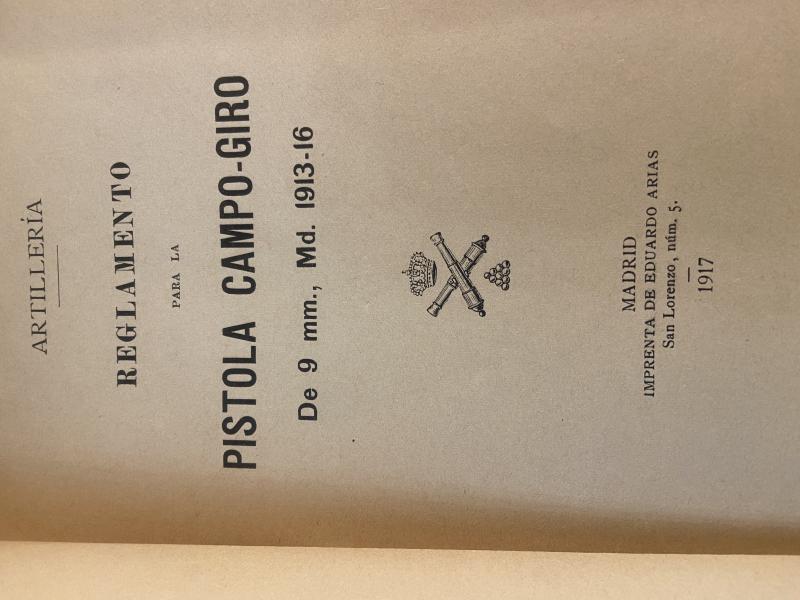 ARTILLERÍA
REGLAMENTO
PARA LA
PISTOLA CAMPO-GIRO
De 9 mm., Md. 1913-16
MADRID
IMPRENTA DE EDUARDO ARIAS
San Lorenzo, núm. 5.
1917